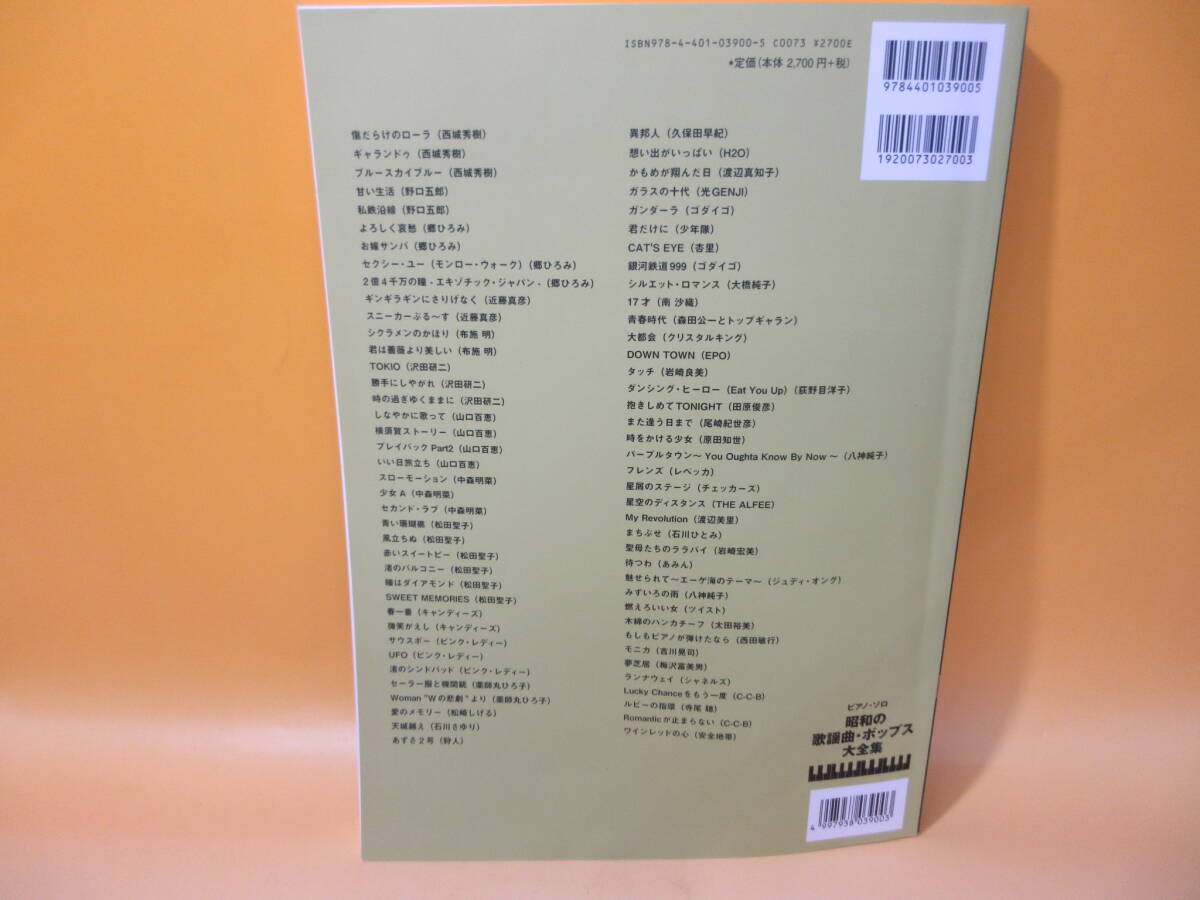 ISBN978-4-401-03900-5 C0073 ¥2700E
*定価(本体 2,700円+税)
9784401039005
1920073027003
傷だらけのローラ(西城秀樹)
ギャランドゥ(西城秀樹)
ブルースカイブルー(西城秀樹)
甘い生活(野口五郎)
私鉄沿線(野口五郎)
よろしく哀愁(郷ひろみ)
お嫁サンバ(郷ひろみ)
セクシー・ユー(モンロー・ウォーク)(郷ひろみ)
2億4千万の瞳 - エキゾチック・ジャパン -(郷ひろみ)
ギンギラギンにさりげなく(近藤真彦)
スニーカーぶる〜す(近藤真彦)
シクラメンのかほり(布施 明)
君は薔薇より美しい(布施 明)
TOKIO(沢田研二)
勝手にしやがれ(沢田研二)
時の過ぎゆくままに(沢田研二)
しなやかに歌って(山口百恵)
横須賀ストーリー(山口百恵)
プレイバック Part2(山口百恵)
いい日旅立ち(山口百恵)
スローモーション(中森明菜)
少女A(中森明菜)
セカンド・ラブ(中森明菜)
青い珊瑚礁(松田聖子)
風立ちぬ(松田聖子)
赤いスイートピー(松田聖子)
渚のバルコニー(松田聖子)
瞳はダイアモンド(松田聖子)
SWEET MEMORIES(松田聖子)
春一番(キャンディーズ)
微笑がえし(キャンディーズ)
サウスポー(ピンク・レディー)
UFO(ピンク・レディー)
渚のシンドバッド(ピンク・レディー)
セーラー服と機関銃(薬師丸ひろ子)
Woman "Wの悲劇"より(薬師丸ひろ子)
愛のメモリー(松崎しげる)
天城越え(石川さゆり)
あずさ2号(狩人)
異邦人(久保田早紀)
想い出がいっぱい(H2O)
かもめが翔んだ日(渡辺真知子)
ガラスの十代(光GENJI)
ガンダーラ(ゴダイゴ)
君だけに(少年隊)
CAT'S EYE(杏里)
銀河鉄道999(ゴダイゴ)
シルエット・ロマンス(大橋純子)
17才(南 沙織)
青春時代(森田公一とトップギャラン)
大都会(クリスタルキング)
DOWN TOWN(EPO)
タッチ(岩崎良美)
ダンシング・ヒーロー(Eat You Up)(荻野目洋子)
抱きしめてTONIGHT(田原俊彦)
また逢う日まで(尾崎紀世彦)
時をかける少女(原田知世)
パープルタウン〜You Oughta Know By Now〜(八神純子)
フレンズ(レベッカ)
星屑のステージ(チェッカーズ)
星空のディスタンス(THE ALFEE)
My Revolution(渡辺美里)
まちぶせ(石川ひとみ)
聖母たちのララバイ(岩崎宏美)
待つわ(あみん)
魅せられて〜エーゲ海のテーマ〜(ジュディ・オング)
みずいろの雨(八神純子)
燃えろいい女(ツイスト)
木綿のハンカチーフ(太田裕美)
もしもピアノが弾けたなら(西田敏行)
モニカ(吉川晃司)
夢芝居(梅沢富美男)
ランナウェイ(シャネルズ)
Lucky Chanceをもう一度(C-C-B)
ルビーの指環(寺尾 聰)
Romanticが止まらない(C-C-B)
ワインレッドの心(安全地帯)
ピアノ・ソロ
昭和の
歌謡曲・ポップス
大全集
4997938039003